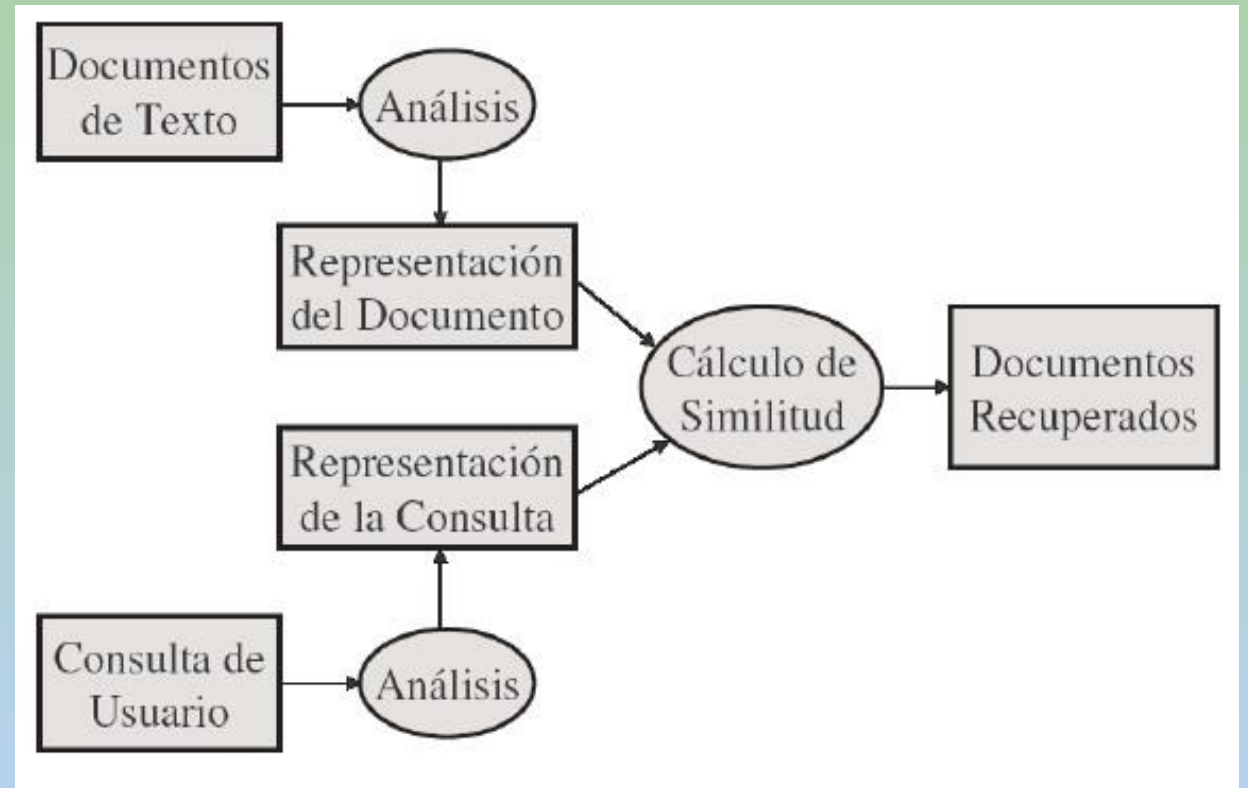 Documentos
de Texto
Análisis
Representación
del Documento
Cálculo de
Similitud
Documentos
Recuperados
Representación
de la Consulta
Consulta de
Usuario
Análisis